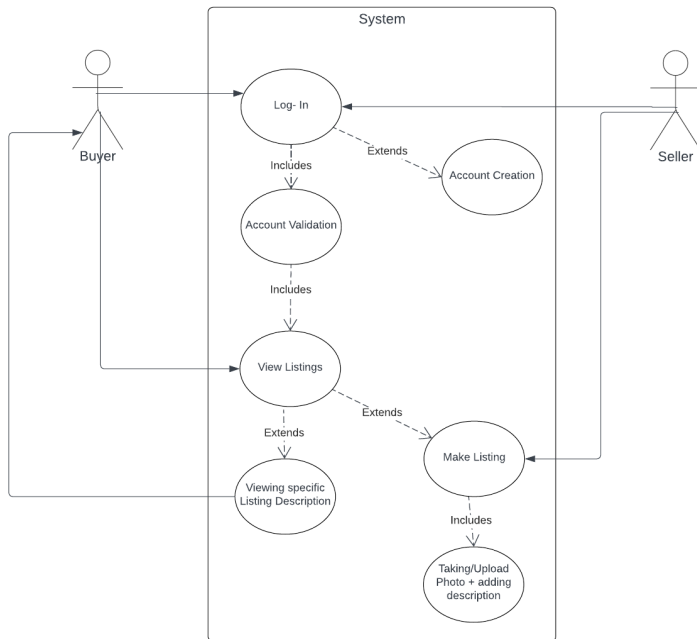 System
Log- In
Buyer
Seller
Extends
Includes
Account Creation
Account Validation
Includes
View Listings
Extends
Extends
Make Listing
Viewing specific
Listing Description
Includes
Taking/Upload
Photo + adding
description